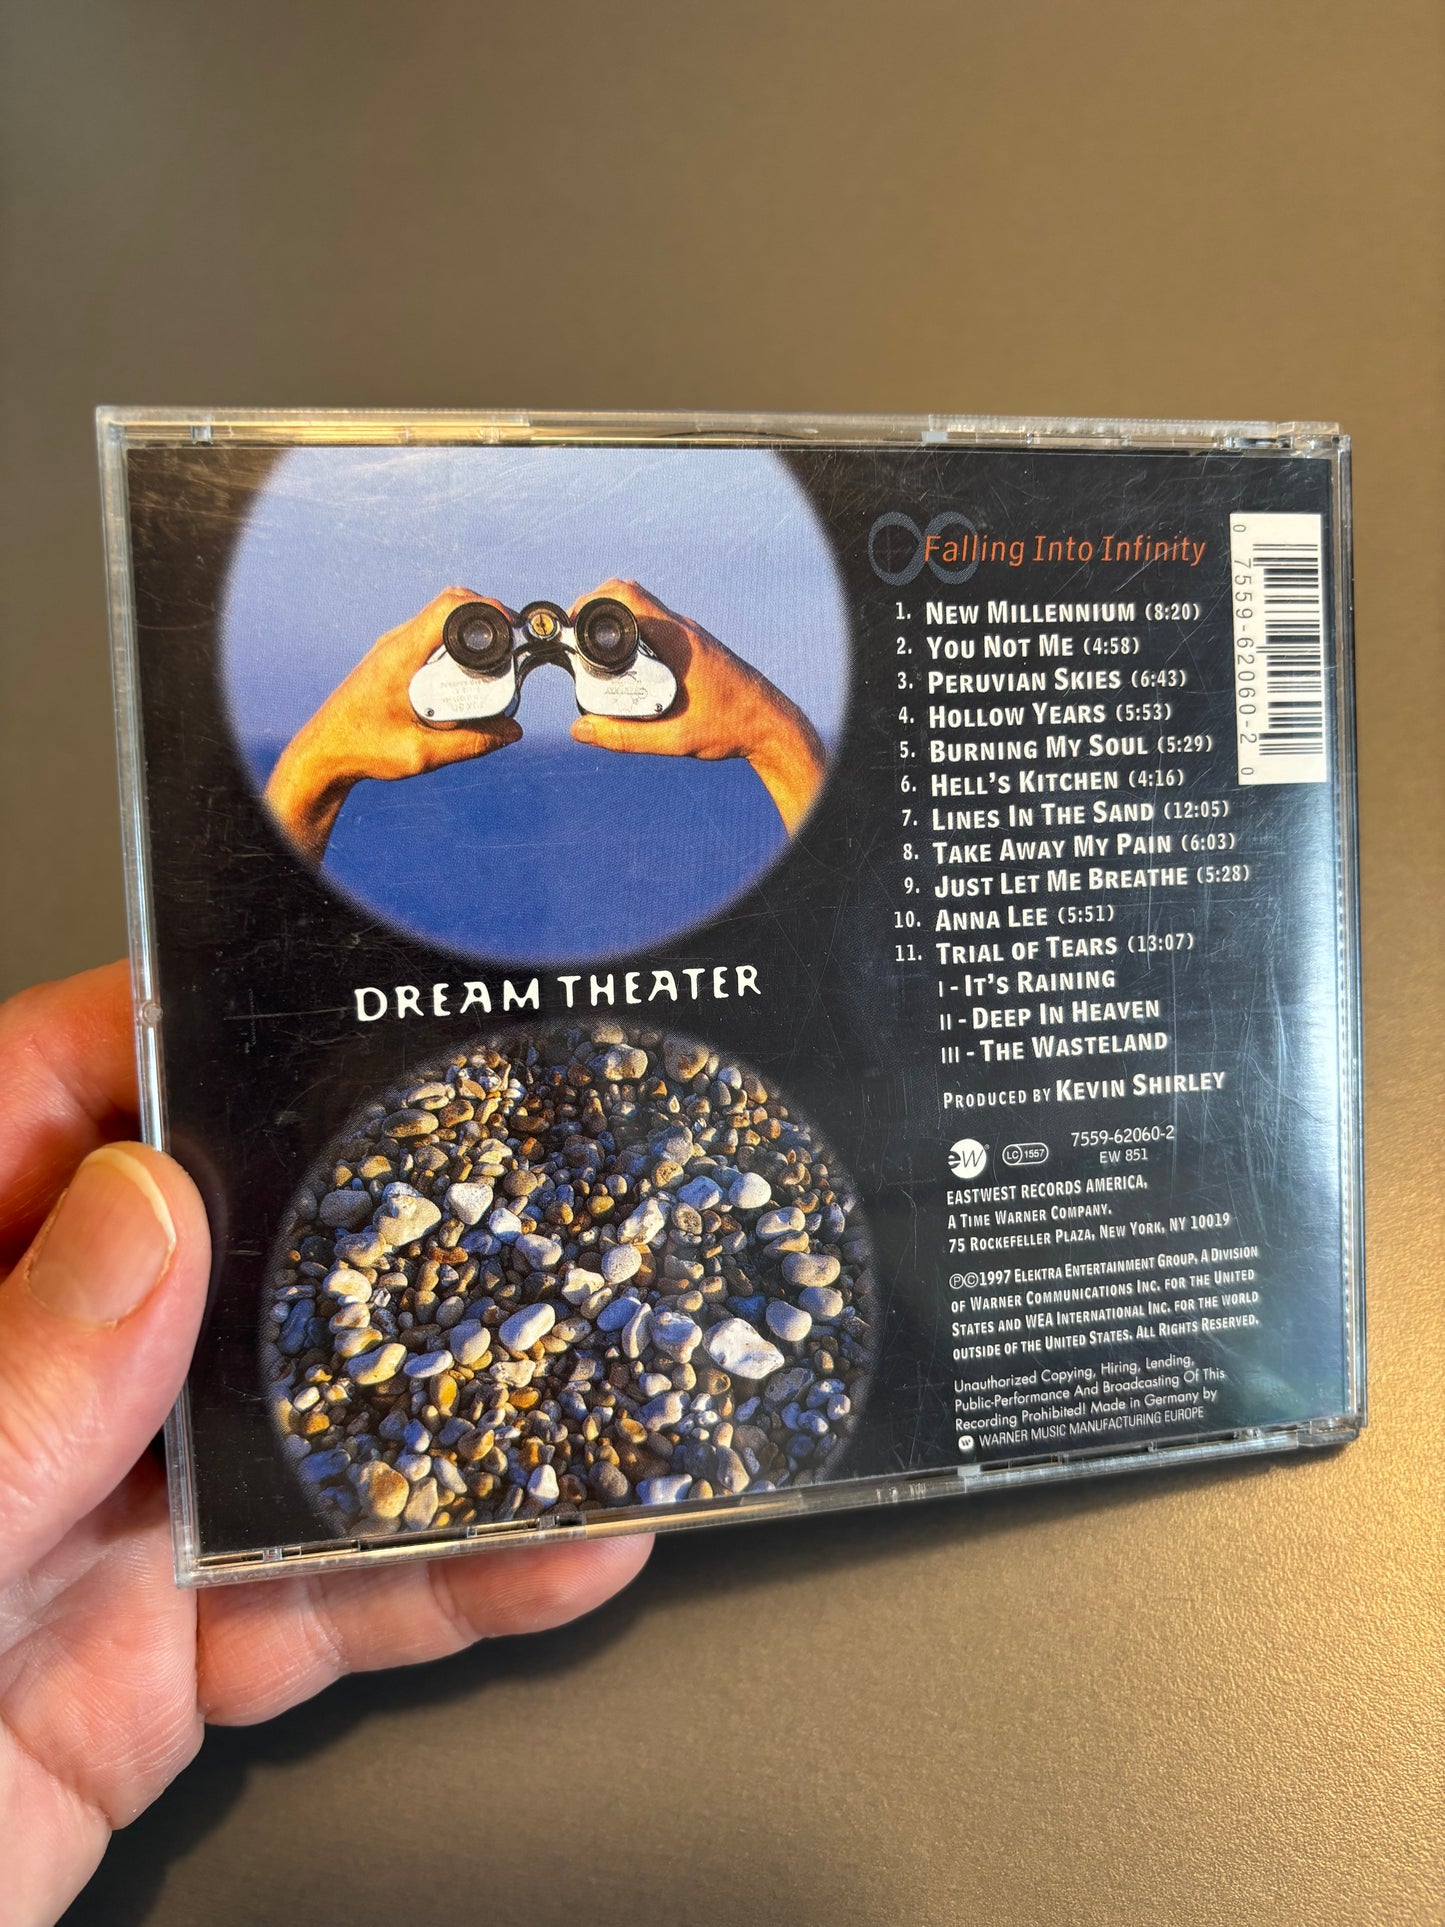 DREAM THEATER
Falling Into Infinity
1. NEW MILLENNIUM (8:20)
2. YOU NOT ME (4:58)
3. PERUVIAN SKIES (6:43)
4. HOLLOW YEARS (5:53)
5. BURNING MY SOUL (5:29)
6. HELL'S KITCHEN (4:16)
7. LINES IN THE SAND (12:05)
8. TAKE AWAY MY PAIN (6:03)
9. JUST LET ME BREATHE (5:28)
10. ANNA LEE (5:51)
11. TRIAL OF TEARS (13:07)
I - IT'S RAINING
II - DEEP IN HEAVEN
III - THE WASTELAND
PRODUCED BY KEVIN SHIRLEY
eW LC 1557 7559-62060-2
EW 851
EASTWEST RECORDS AMERICA,
A TIME WARNER COMPANY.
75 ROCKEFELLER PLAZA, NEW YORK, NY 10019
℗©1997 ELEKTRA ENTERTAINMENT GROUP, A DIVISION
OF WARNER COMMUNICATIONS INC. FOR THE UNITED
STATES AND WEA INTERNATIONAL INC. FOR THE WORLD
OUTSIDE OF THE UNITED STATES. ALL RIGHTS RESERVED.
Unauthorized Copying, Hiring, Lending,
Public-Performance And Broadcasting Of This
Recording Prohibited! Made in Germany by
WARNER MUSIC MANUFACTURING EUROPE
0 7559-62060-2 0